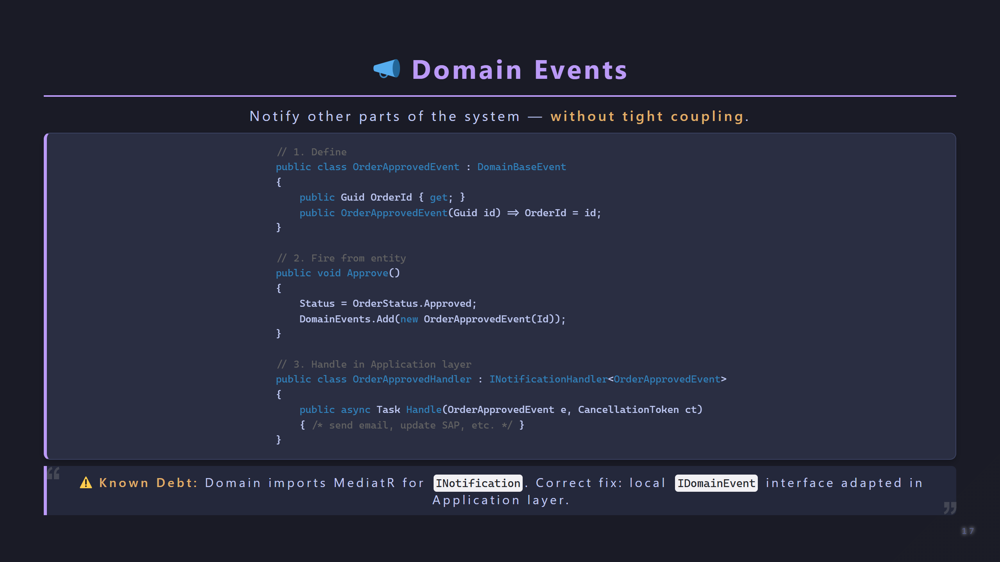 📣 Domain Events
Notify other parts of the system — without tight coupling.
// 1. Define
public class OrderApprovedEvent : DomainBaseEvent
{
    public Guid OrderId { get; }
    public OrderApprovedEvent(Guid id) => OrderId = id;
}
// 2. Fire from entity
public void Approve()
{
    Status = OrderStatus.Approved;
    DomainEvents.Add(new OrderApprovedEvent(Id));
}
// 3. Handle in Application layer
public class OrderApprovedHandler : INotificationHandler<OrderApprovedEvent>
{
    public async Task Handle(OrderApprovedEvent e, CancellationToken ct)
    { /* send email, update SAP, etc. */ }
}
“ ⚠️ Known Debt: Domain imports MediatR for INotification. Correct fix: local IDomainEvent interface adapted in
Application layer. ”
17